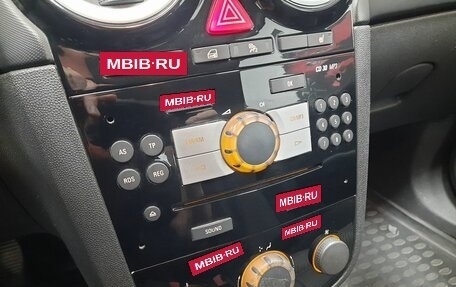 MBIB·RU
CD 30 MP3
MBIB·RU
OK
AS
TP
RDS
REG
SOUND
MBIB·RU
MBIB·RU
MBIB·RU